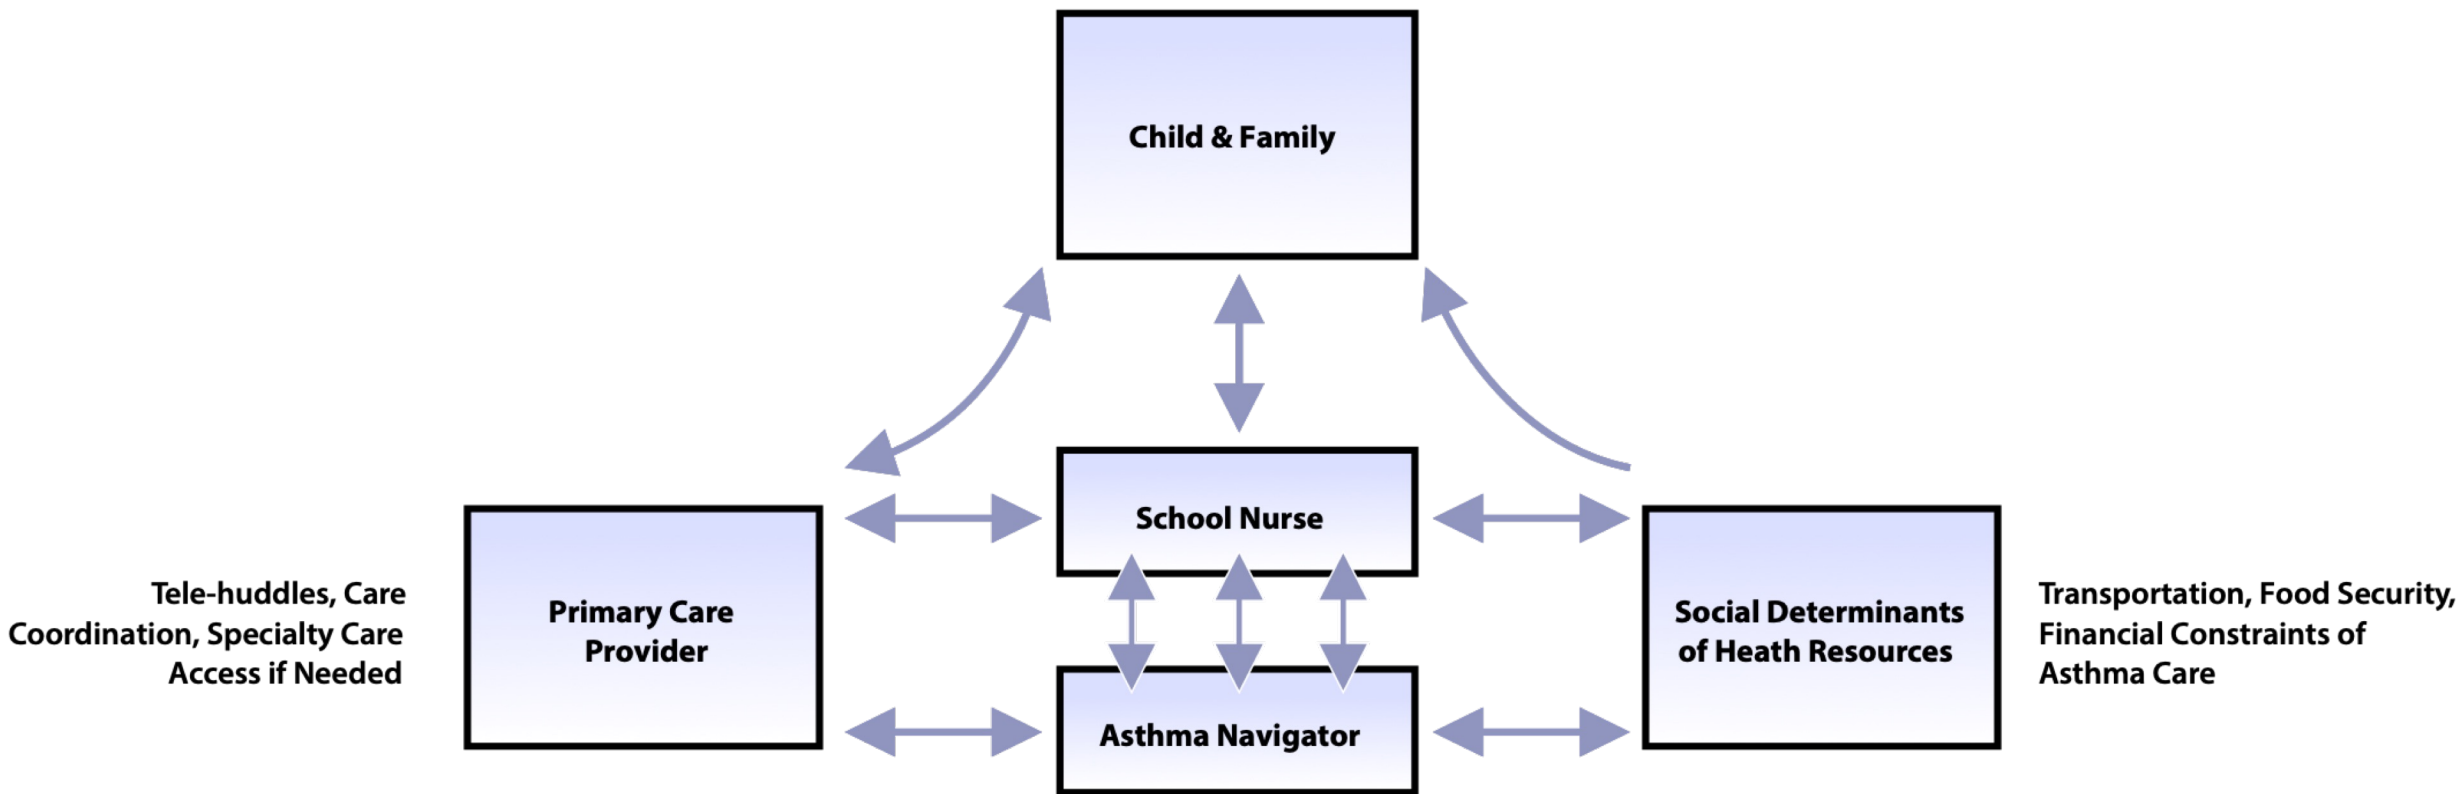 Child & Family
School Nurse
Tele-huddles, Care
Coordination, Specialty Care
Access if Needed
Primary Care
Provider
Social Determinants
of Heath Resources
Transportation, Food Security,
Financial Constraints of
Asthma Care
Asthma Navigator